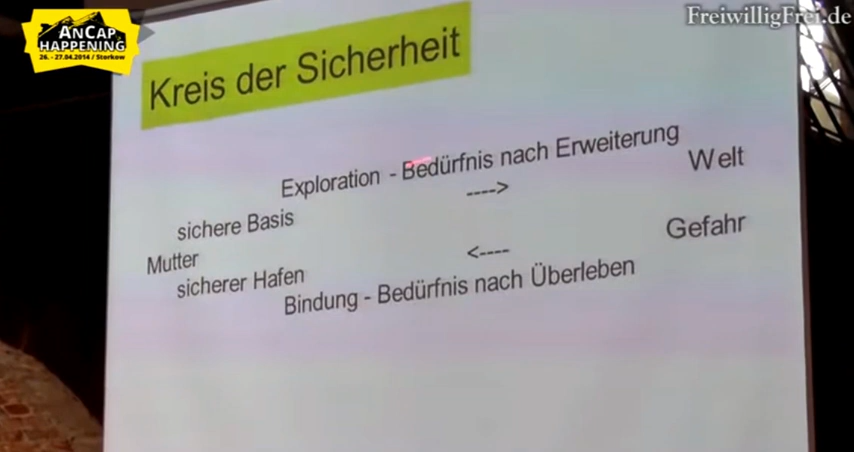 AnCap
Happening
26. - 27.04.2014 / Storkow
FreiwilligFrei.de
Kreis der Sicherheit
Exploration - Bedürfnis nach Erweiterung
Welt
---->
sichere Basis
Mutter
Gefahr
<----
sicherer Hafen
Bindung - Bedürfnis nach Überleben